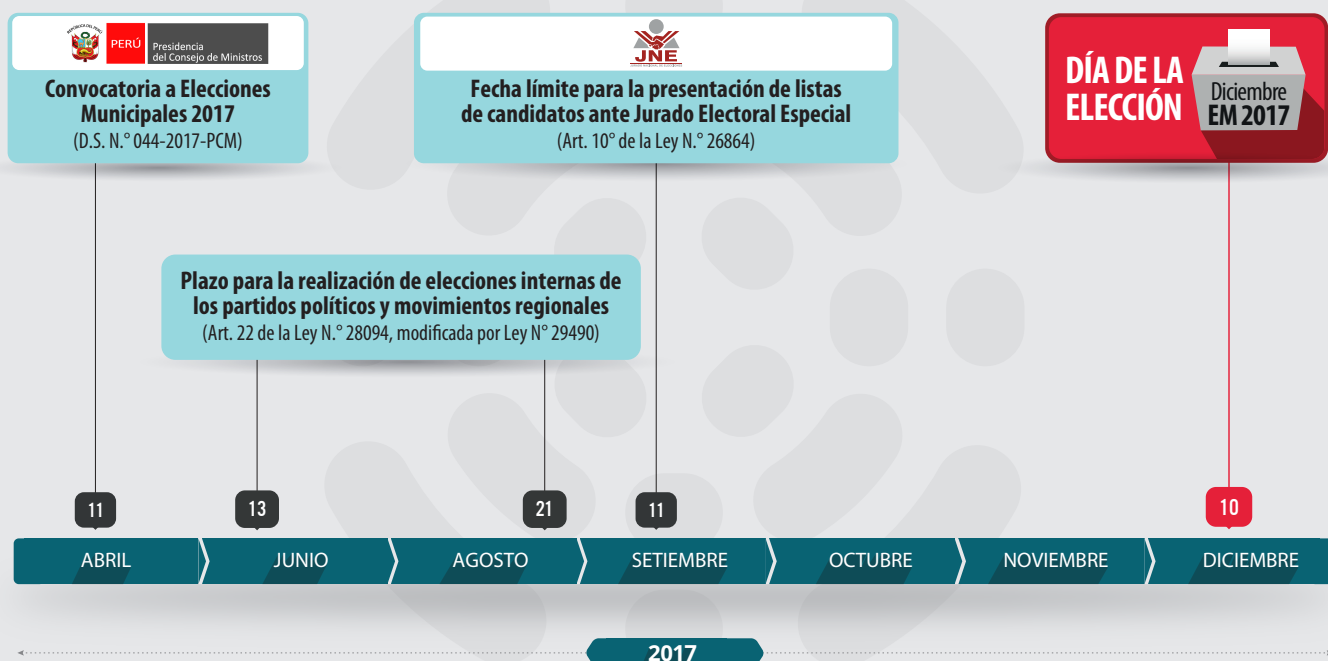 PERÚ
Presidencia
del Consejo de Ministros
Convocatoria a Elecciones
Municipales 2017
(D.S. N.° 044-2017-PCM)
JNE
Fecha límite para la presentación de listas
de candidatos ante Jurado Electoral Especial
(Art. 10° de la Ley N.° 26864)
DÍA DE LA
ELECCIÓN
Diciembre
EM 2017
Plazo para la realización de elecciones internas de
los partidos políticos y movimientos regionales
(Art. 22 de la Ley N.° 28094, modificada por Ley N° 29490)
11
13
21
11
10
ABRIL
JUNIO
AGOSTO
SETIEMBRE
OCTUBRE
NOVIEMBRE
DICIEMBRE
2017